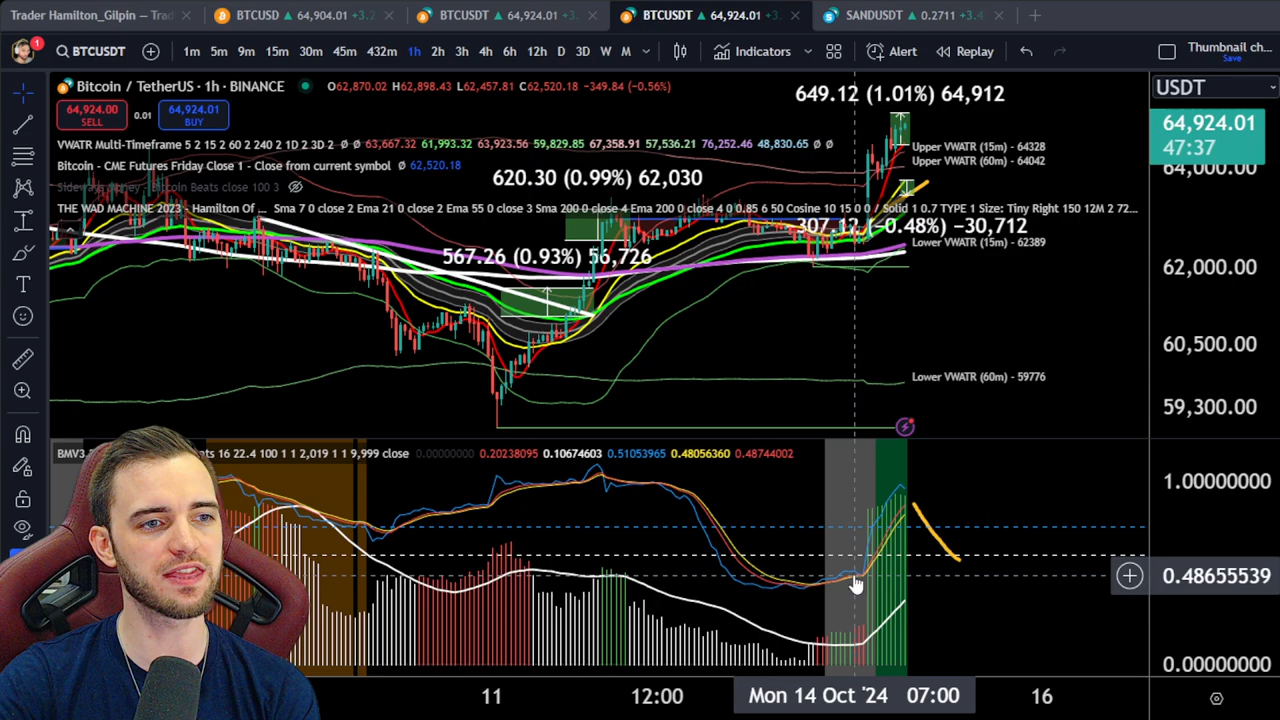 Trader Hamilton_Gilpin — Trad
BTCUSD 64,904.01 +3.2
BTCUSDT 64,924.01 +3.
BTCUSDT 64,924.01 +3.
SANDUSDT 0.2711 +3.4
1
BTCUSDT 1m 5m 9m 15m 30m 45m 432m 1h 2h 3h 4h 6h 12h D 3D W M Indicators Alert Replay Thumbnail ch...
Save
Bitcoin / TetherUS · 1h · BINANCE O62,870.02 H62,898.43 L62,457.81 C62,520.18 −349.84 (−0.56%)
649.12 (1.01%) 64,912
USDT
64,924.00
SELL
0.01
64,924.01
BUY
64,924.01
47:37
VWATR Multi-Timeframe 5 2 15 2 60 2 240 2 1D 2 3D 2 Ø Ø 63,667.32 61,993.32 63,923.56 59,829.85 67,358.91 57,536.21 76,252.46 48,830.65 Ø Ø
Upper VWATR (15m) - 64328
Upper VWATR (60m) - 64042
Bitcoin - CME Futures Friday Close 1 - Close from current symbol Ø 62,520.18
64,000.00
620.30 (0.99%) 62,030
Sideways Money - Bitcoin Beats close 100 3
THE WAD MACHINE 2023 - Hamilton Of ... Sma 7 0 close 2 Ema 21 0 close 2 Ema 55 0 close 3 Sma 200 0 close 4 Ema 200 0 close 4 0 0.85 6 50 Cosine 10 15 0 0 / Solid 1 0.7 TYPE 1 Size: Tiny Right 150 12M 2 72...
307.12 (−0.48%) −30,712
Lower VWATR (15m) - 62389
567.26 (0.93%) 56,726
62,000.00
60,500.00
Lower VWATR (60m) - 59776
59,300.00
BMV3. ats 16 22.4 100 1 1 2,019 1 1 9,999 close 0.00000000 0.20238095 0.10674603 0.51053965 0.48056360 0.48744002
1.00000000
0.48655539
0.00000000
11 12:00 Mon 14 Oct '24 07:00 16